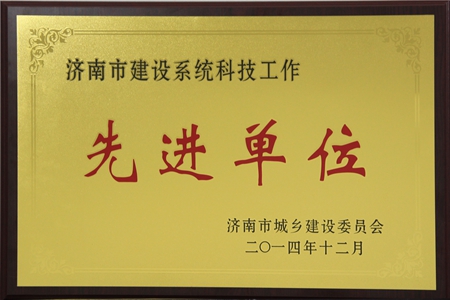 济南市建设系统科技工作
先进单位
济南市城乡建设委员会
二〇一四年十二月